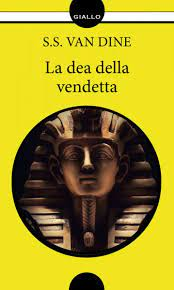 GIALLO
S.S. VAN DINE
La dea della
vendetta